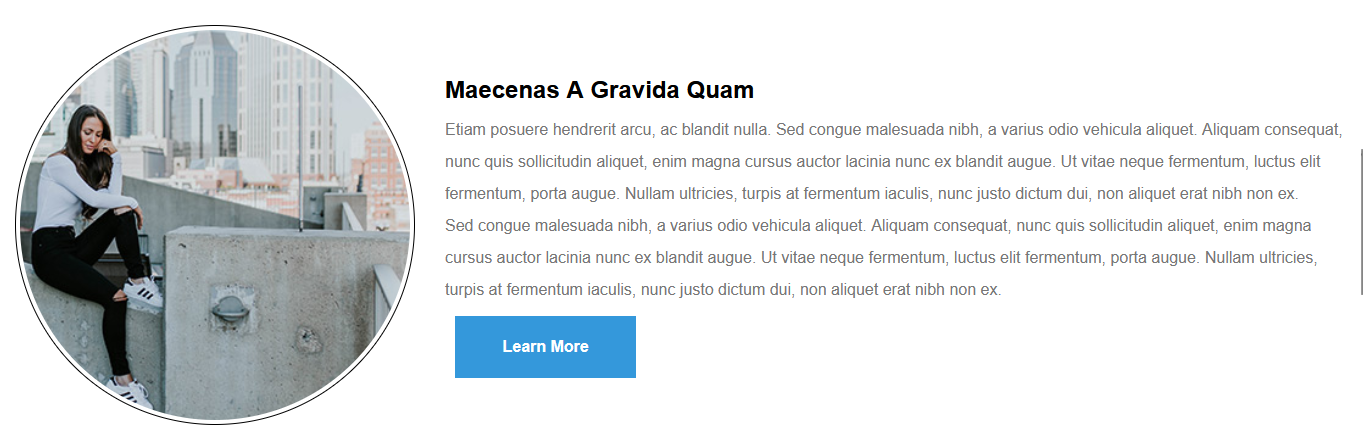 Maecenas A Gravida Quam
Etiam posuere hendrerit arcu, ac blandit nulla. Sed congue malesuada nibh, a varius odio vehicula aliquet. Aliquam consequat,
nunc quis sollicitudin aliquet, enim magna cursus auctor lacinia nunc ex blandit augue. Ut vitae neque fermentum, luctus elit
fermentum, porta augue. Nullam ultricies, turpis at fermentum iaculis, nunc justo dictum dui, non aliquet erat nibh non ex.
Sed congue malesuada nibh, a varius odio vehicula aliquet. Aliquam consequat, nunc quis sollicitudin aliquet, enim magna
cursus auctor lacinia nunc ex blandit augue. Ut vitae neque fermentum, luctus elit fermentum, porta augue. Nullam ultricies,
turpis at fermentum iaculis, nunc justo dictum dui, non aliquet erat nibh non ex.
Learn More